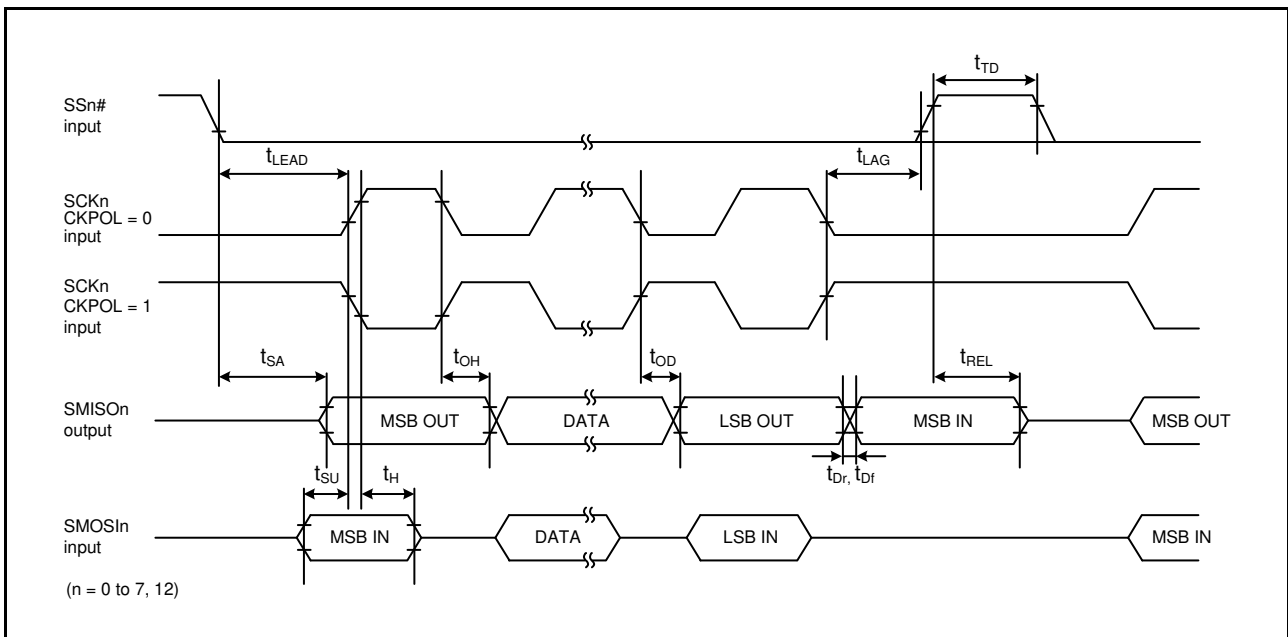 tTD
SSn#
input
tLEAD
tLAG
SCKn
CKPOL = 0
input
SCKn
CKPOL = 1
input
tSA
tOH
tOD
tREL
SMISOn
output
MSB OUT
DATA
LSB OUT
MSB IN
MSB OUT
tSU
tH
tDr, tDf
SMOSIn
input
MSB IN
DATA
LSB IN
MSB IN
(n = 0 to 7, 12)